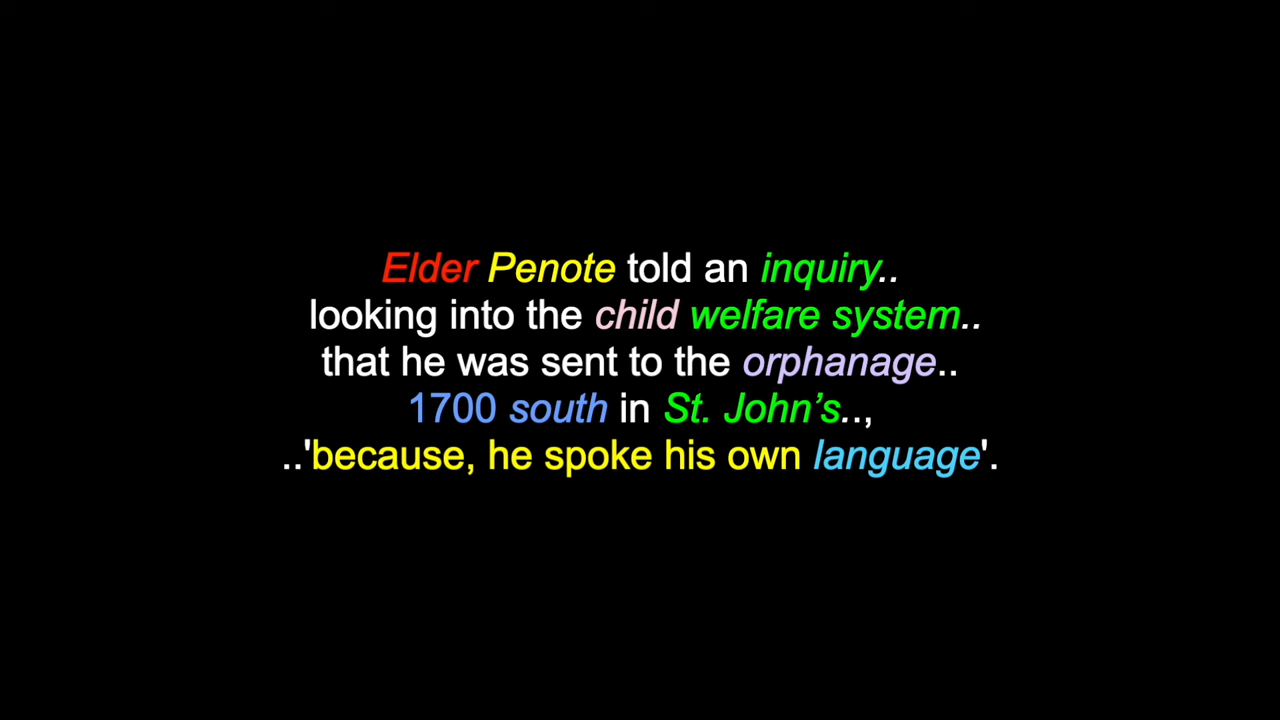 Elder Penote told an inquiry..
looking into the child welfare system..
that he was sent to the orphanage..
1700 south in St. John’s..,
..'because, he spoke his own language'.